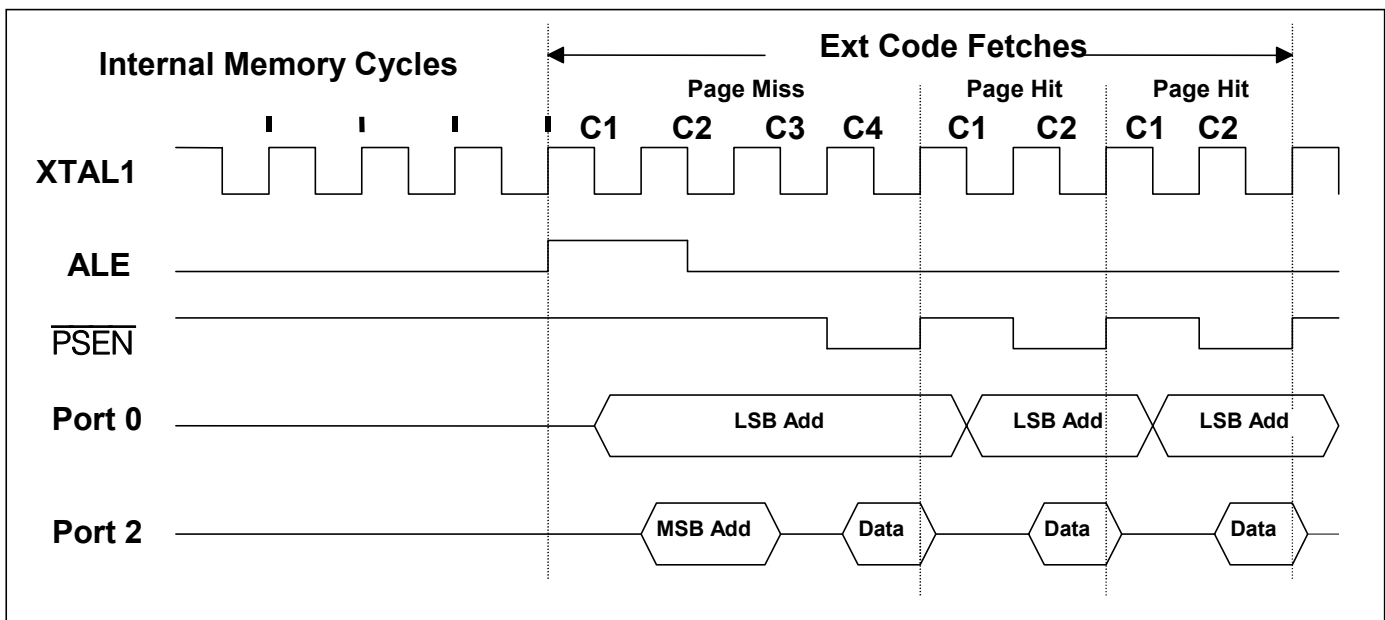 Internal Memory Cycles
Ext Code Fetches
Page Miss Page Hit Page Hit
C1 C2 C3 C4 C1 C2 C1 C2
XTAL1
ALE
PSEN
Port 0 LSB Add LSB Add LSB Add
Port 2 MSB Add Data Data Data